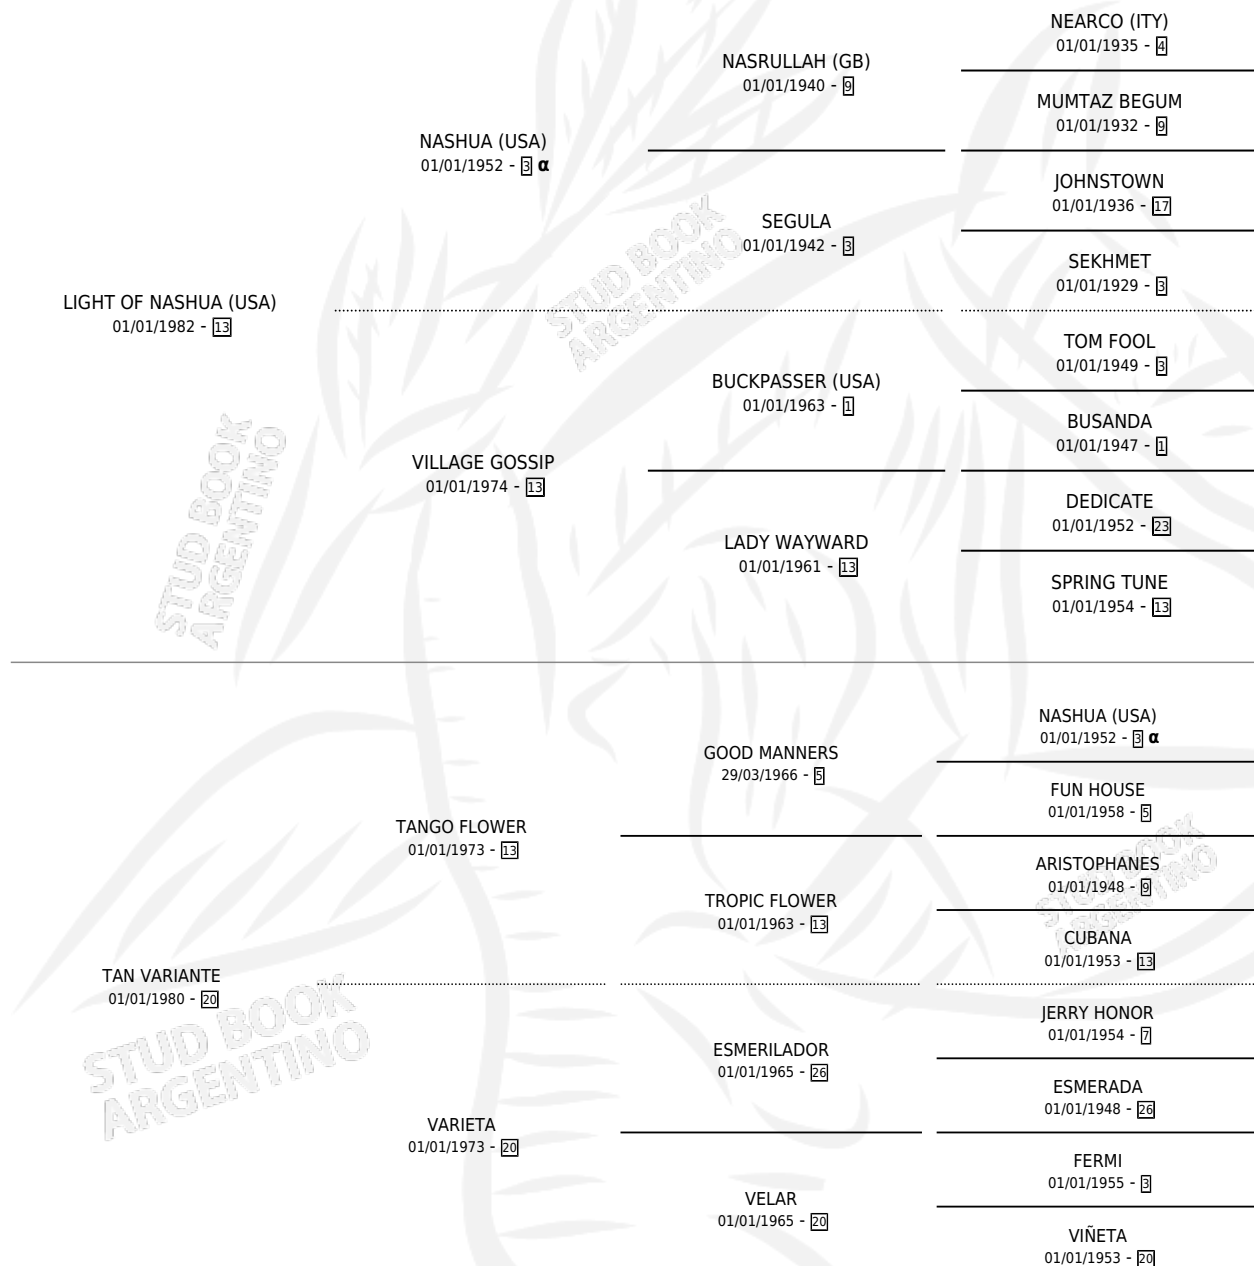 NEARCO (ITY)
01/01/1935 - 4
NASRULLAH (GB)
01/01/1940 - 9
MUMTAZ BEGUM
01/01/1932 - 9
NASHUA (USA)
01/01/1952 - 3 α
JOHNSTOWN
01/01/1936 - 17
SEGULA
01/01/1942 - 3
SEKHMET
01/01/1929 - 3
LIGHT OF NASHUA (USA)
01/01/1982 - 13
TOM FOOL
01/01/1949 - 3
BUCKPASSER (USA)
01/01/1963 - 1
BUSANDA
01/01/1947 - 1
VILLAGE GOSSIP
01/01/1974 - 13
DEDICATE
01/01/1952 - 23
LADY WAYWARD
01/01/1961 - 13
SPRING TUNE
01/01/1954 - 13
NASHUA (USA)
01/01/1952 - 3 α
GOOD MANNERS
29/03/1966 - 5
FUN HOUSE
01/01/1958 - 5
TANGO FLOWER
01/01/1973 - 13
ARISTOPHANES
01/01/1948 - 9
TROPIC FLOWER
01/01/1963 - 13
CUBANA
01/01/1953 - 13
TAN VARIANTE
01/01/1980 - 20
JERRY HONOR
01/01/1954 - 7
ESMERILADOR
01/01/1965 - 26
ESMERADA
01/01/1948 - 26
VARIETA
01/01/1973 - 20
FERMI
01/01/1955 - 3
VELAR
01/01/1965 - 20
VIÑETA
01/01/1953 - 20
STUD BOOK
ARGENTINO
STUD BOOK
ARGENTINO
STUD BOOK
ARGENTINO
STUD BOOK
ARGENTINO